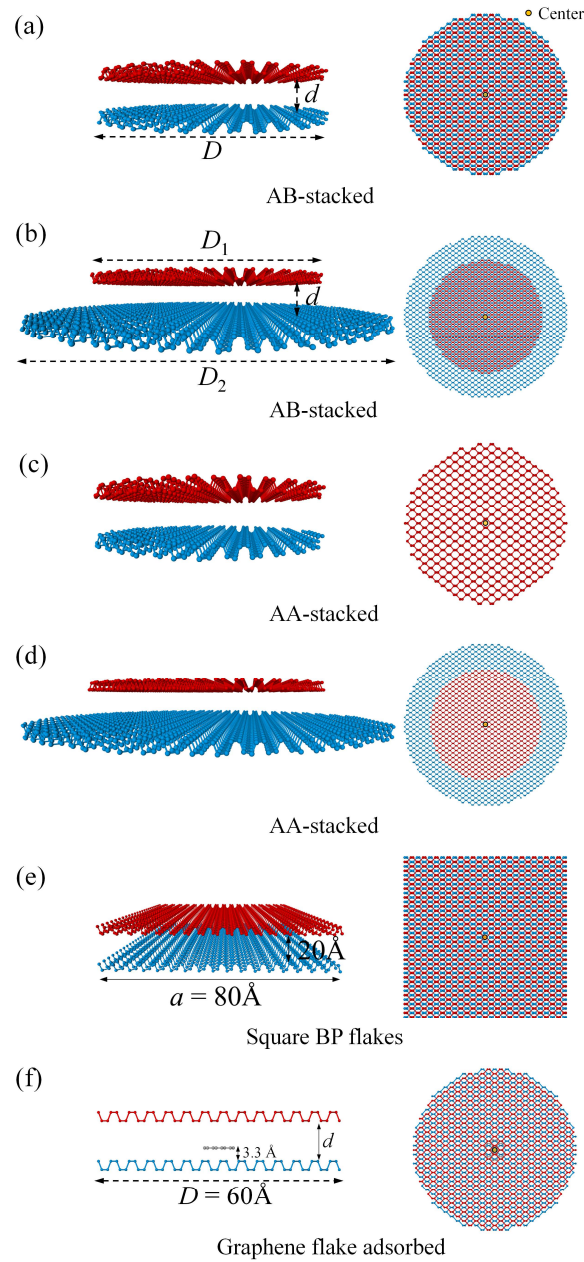 (a)
Center
d
D
AB-stacked
(b)
D1
d
D2
AB-stacked
(c)
AA-stacked
(d)
AA-stacked
(e)
20Å
a = 80Å
Square BP flakes
(f)
d
3.3 Å
D = 60Å
Graphene flake adsorbed